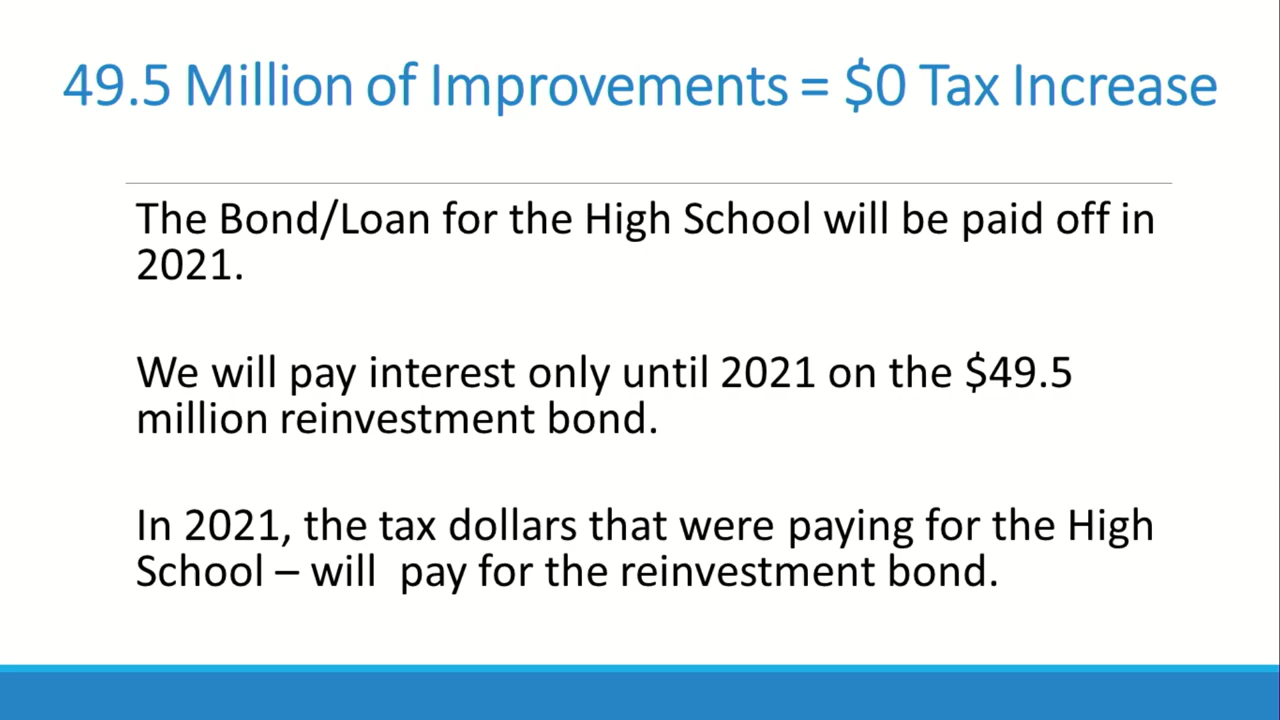 49.5 Million of Improvements = $0 Tax Increase
The Bond/Loan for the High School will be paid off in
2021.
We will pay interest only until 2021 on the $49.5
million reinvestment bond.
In 2021, the tax dollars that were paying for the High
School – will  pay for the reinvestment bond.